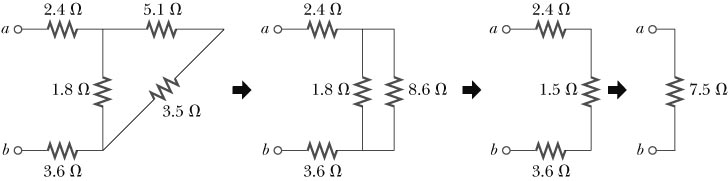 2.4 Ω 5.1 Ω 2.4 Ω 2.4 Ω
a a a a
1.8 Ω 3.5 Ω 1.8 Ω 8.6 Ω 1.5 Ω 7.5 Ω
b b b b
3.6 Ω 3.6 Ω 3.6 Ω